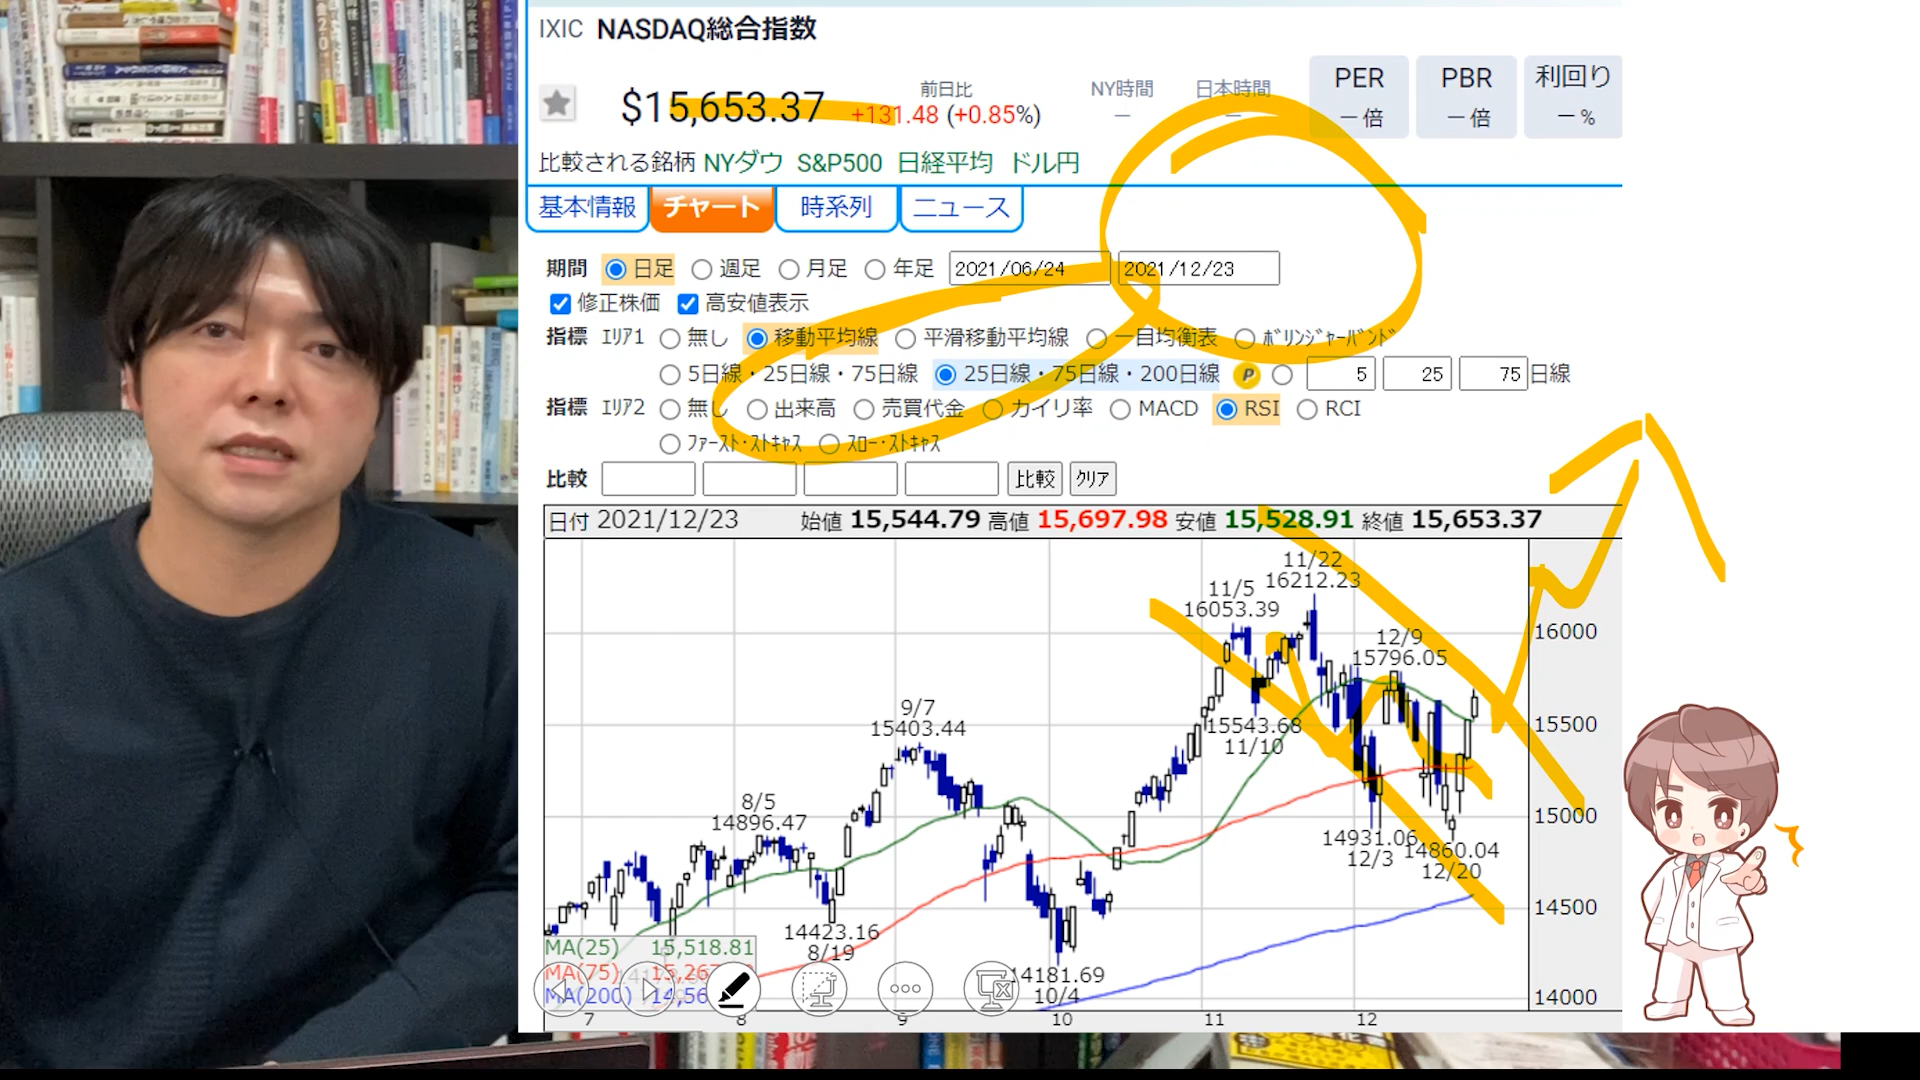 IXIC NASDAQ総合指数
$15,653.37 前日比 +131.48 (+0.85%)
NY時間 － 日本時間 －
PER －倍 PBR －倍 利回り －%
比較される銘柄 NYダウ S&P500 日経平均 ドル円
基本情報 チャート 時系列 ニュース
期間 日足 週足 月足 年足 2021/06/24 2021/12/23
修正株価 高安値表示
指標 ｴﾘｱ1 無し 移動平均線 平滑移動平均線 一目均衡表 ﾎﾞﾘﾝｼﾞｬｰﾊﾞﾝﾄﾞ
5日線・25日線・75日線 25日線・75日線・200日線 P 5 25 75 日線
指標 ｴﾘｱ2 無し 出来高 売買代金 カイリ率 MACD RSI RCI
ﾌｧｰｽﾄ･ｽﾄｷｬｽ ｽﾛｰ･ｽﾄｷｬｽ
比較 比較 ｸﾘｱ
日付 2021/12/23 始値 15,544.79 高値 15,697.98 安値 15,528.91 終値 15,653.37
11/22
16212.23
11/5
16053.39
16000
12/9
15796.05
9/7
15403.44
15543.68
11/10
15500
8/5
14896.47
15000
14931.06
12/3
14860.04
12/20
14500
14423.16
8/19
14181.69
10/4
14000
MA(25) 15,518.81
MA(75)
MA(200)
7 8 9 10 11 12